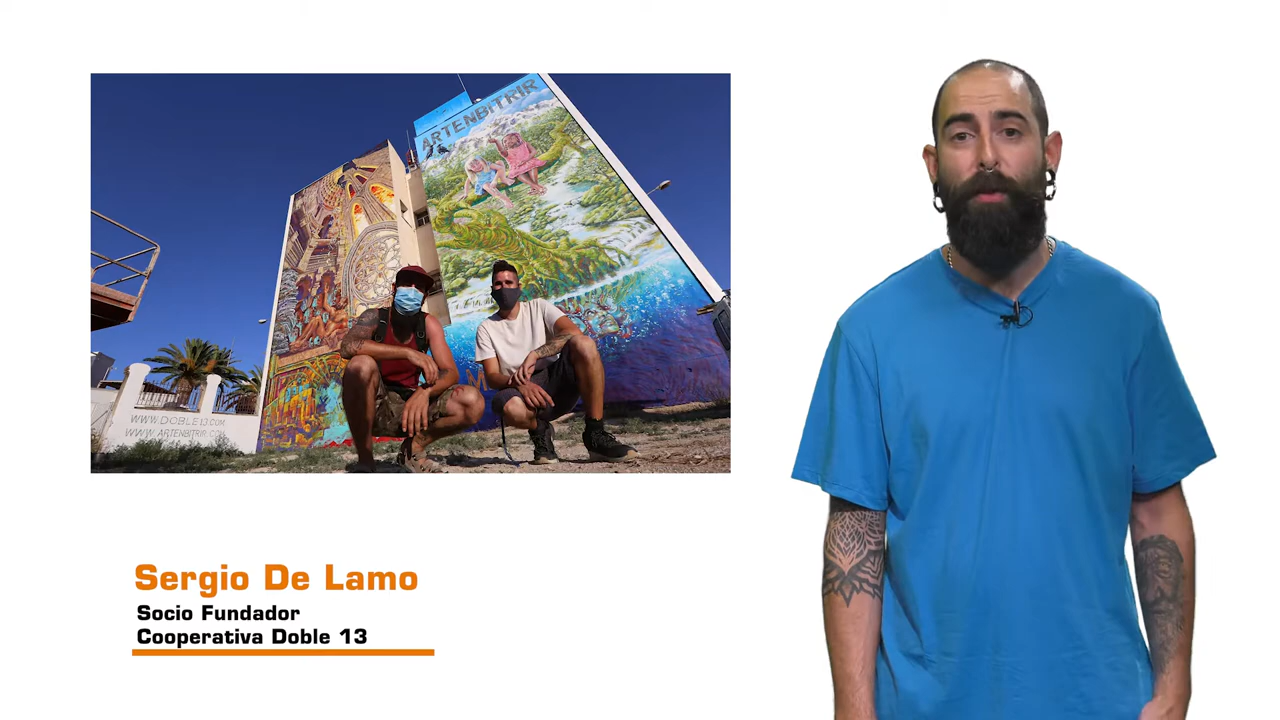 ARTENBITRIR
WWW.DOBLE13.COM
WWW.ARTENBITRIR.COM
Sergio De Lamo
Socio Fundador
Cooperativa Doble 13